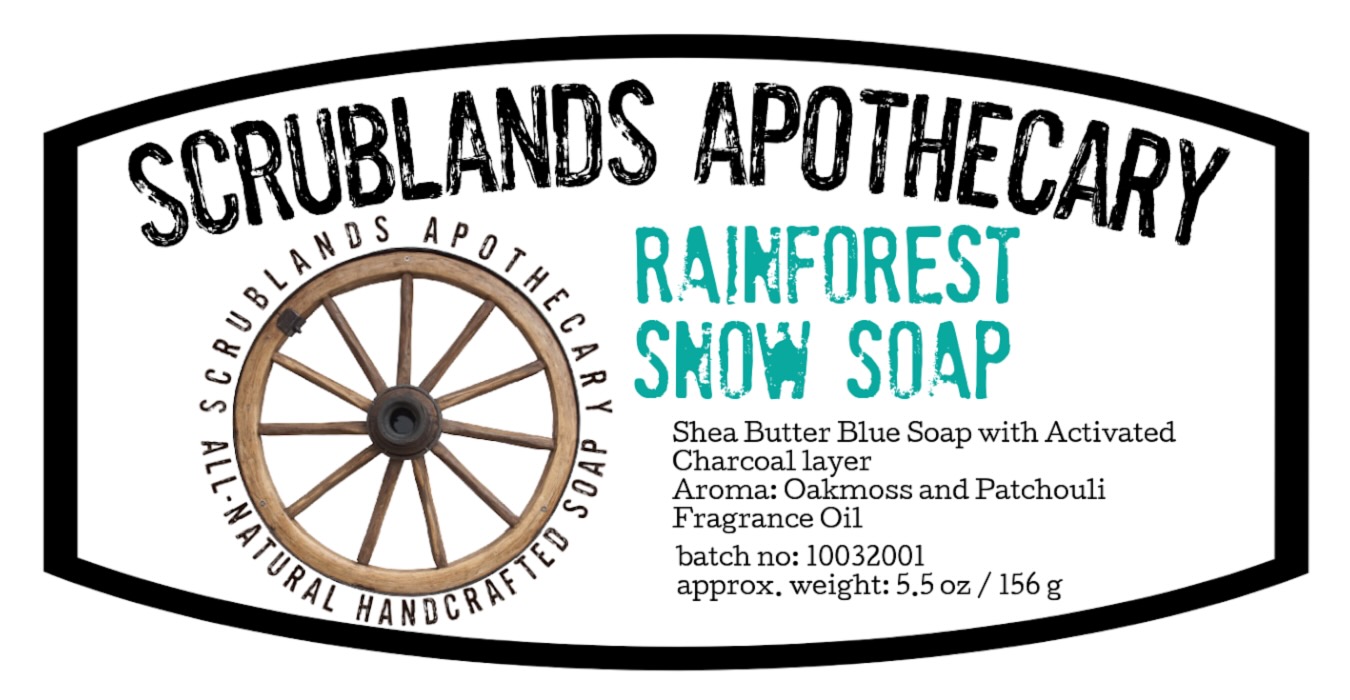 SCRUBLANDS APOTHECARY
SCRUBLANDS APOTHECARY
ALL-NATURAL HANDCRAFTED SOAP
RAINFOREST
SNOW SOAP
Shea Butter Blue Soap with Activated
Charcoal layer
Aroma: Oakmoss and Patchouli
Fragrance Oil
batch no: 10032001
approx. weight: 5.5 oz / 156 g